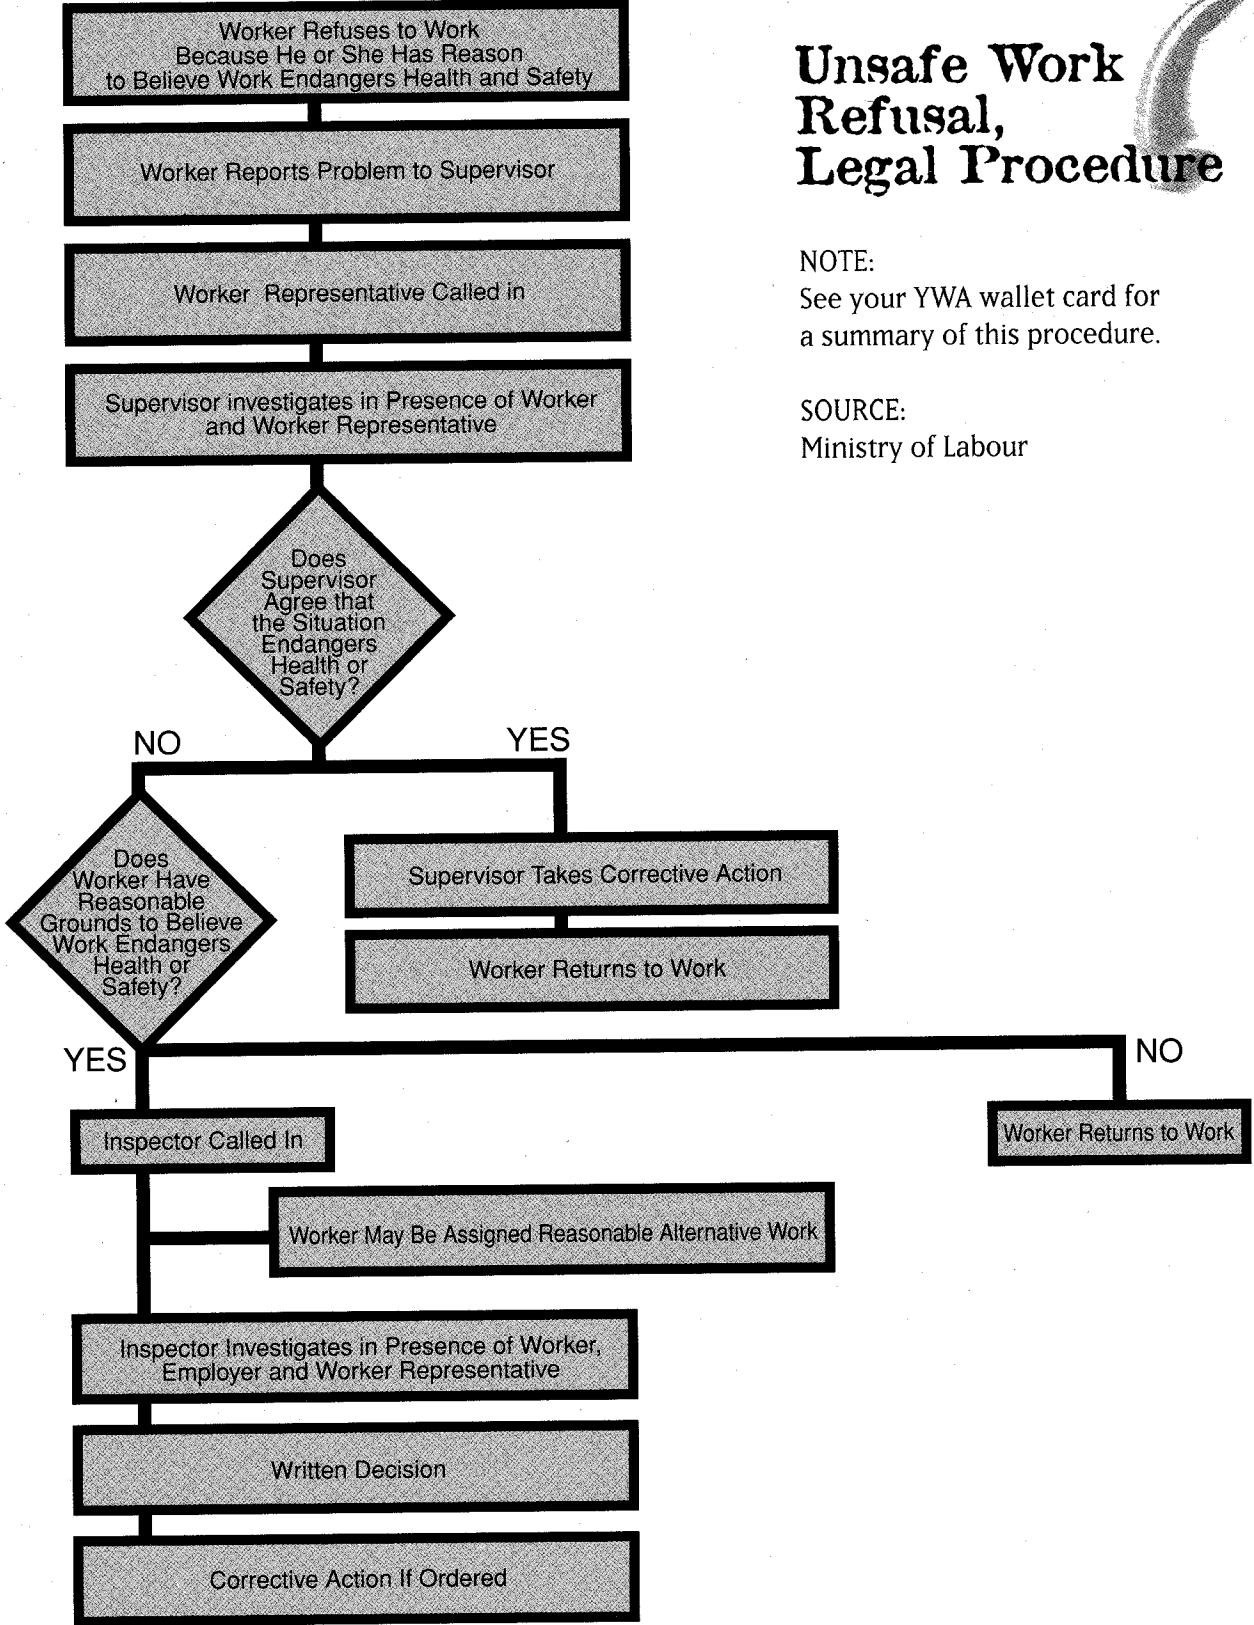 Worker Refuses to Work
Because He or She Has Reason
to Believe Work Endangers Health and Safety
Unsafe Work
Refusal,
Legal Procedure
NOTE:
See your YWA wallet card for
a summary of this procedure.
SOURCE:
Ministry of Labour
Worker Reports Problem to Supervisor
Worker Representative Called in
Supervisor investigates in Presence of Worker
and Worker Representative
Does
Supervisor
Agree that
the Situation
Endangers
Health or
Safety?
NO
YES
Does
Worker Have
Reasonable
Grounds to Believe
Work Endangers
Health or
Safety?
Supervisor Takes Corrective Action
Worker Returns to Work
YES
NO
Inspector Called In
Worker Returns to Work
Worker May Be Assigned Reasonable Alternative Work
Inspector Investigates in Presence of Worker,
Employer and Worker Representative
Written Decision
Corrective Action If Ordered